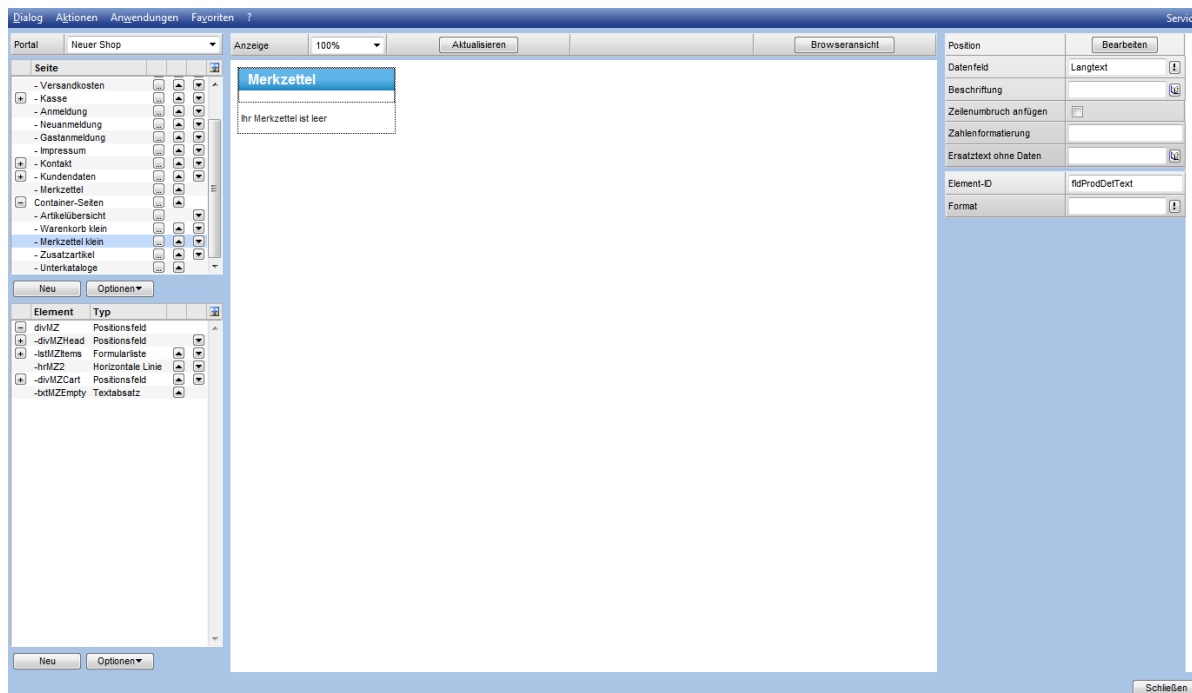 Dialog Aktionen Anwendungen Favoriten ?
Portal Neuer Shop
Anzeige 100% Aktualisieren Browseransicht
Seite
- Versandkosten
- Kasse
- Anmeldung
- Neuanmeldung
- Gastanmeldung
- Impressum
- Kontakt
- Kundendaten
- Merkzettel
Container-Seiten
- Artikelübersicht
- Warenkorb klein
- Merkzettel klein
- Zusatzartikel
- Unterkataloge
Neu Optionen
Element Typ
divMZ Positionsfeld
-divMZHead Positionsfeld
-lstMZItems Formularliste
-hrMZ2 Horizontale Linie
-divMZCart Positionsfeld
-txtMZEmpty Textabsatz
Neu Optionen
Merkzettel
Ihr Merkzettel ist leer
Position Bearbeiten
Datenfeld Langtext
Beschriftung
Zeilenumbruch anfügen
Zahlenformatierung
Ersatztext ohne Daten
Element-ID fldProdDetText
Format
Schließen